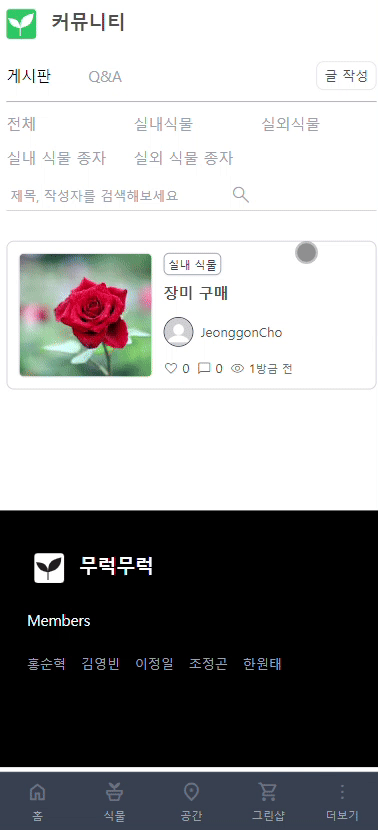 커뮤니티
게시판 Q&A 글 작성
전체 실내식물 실외식물
실내 식물 종자 실외 식물 종자
제목, 작성자를 검색해보세요
실내 식물
장미 구매
JeonggonCho
0 0 1방금 전
무럭무럭
Members
홍순혁 김영빈 이정일 조정곤 한원태
홈 식물 공간 그린샵 더보기